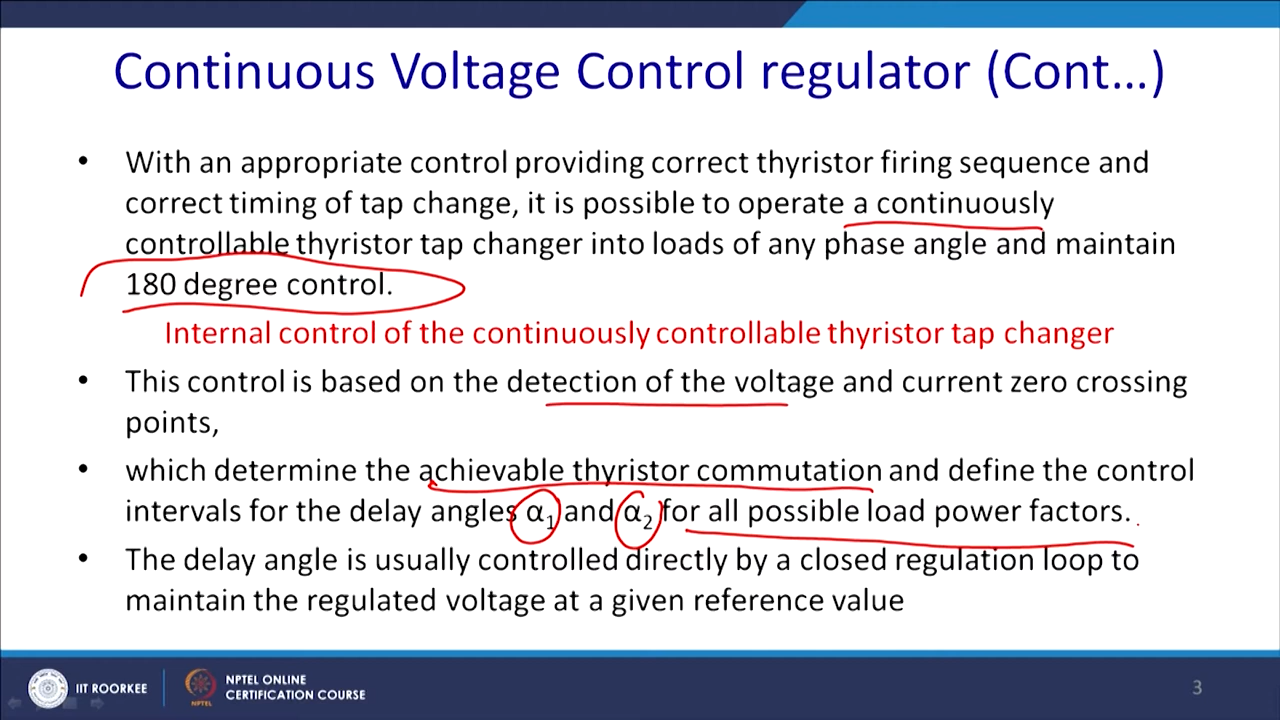 Continuous Voltage Control regulator (Cont...)
• With an appropriate control providing correct thyristor firing sequence and
correct timing of tap change, it is possible to operate a continuously
controllable thyristor tap changer into loads of any phase angle and maintain
180 degree control.
Internal control of the continuously controllable thyristor tap changer
• This control is based on the detection of the voltage and current zero crossing
points,
• which determine the achievable thyristor commutation and define the control
intervals for the delay angles α₁ and α₂ for all possible load power factors.
• The delay angle is usually controlled directly by a closed regulation loop to
maintain the regulated voltage at a given reference value
IIT ROORKEE
NPTEL
NPTEL ONLINE
CERTIFICATION COURSE
3